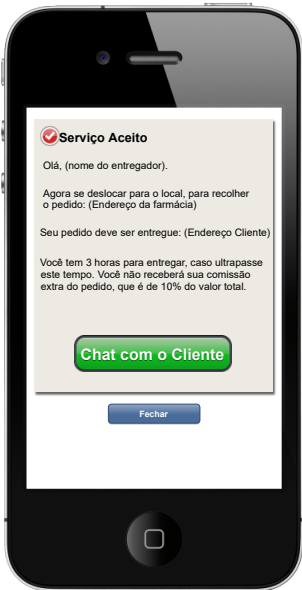 Serviço Aceito
Olá, (nome do entregador).
Agora se deslocar para o local, para recolher
o pedido: (Endereço da farmácia)
Seu pedido deve ser entregue: (Endereço Cliente)
Você tem 3 horas para entregar, caso ultrapasse
este tempo. Você não receberá sua comissão
extra do pedido, que é de 10% do valor total.
Chat com o Cliente
Fechar